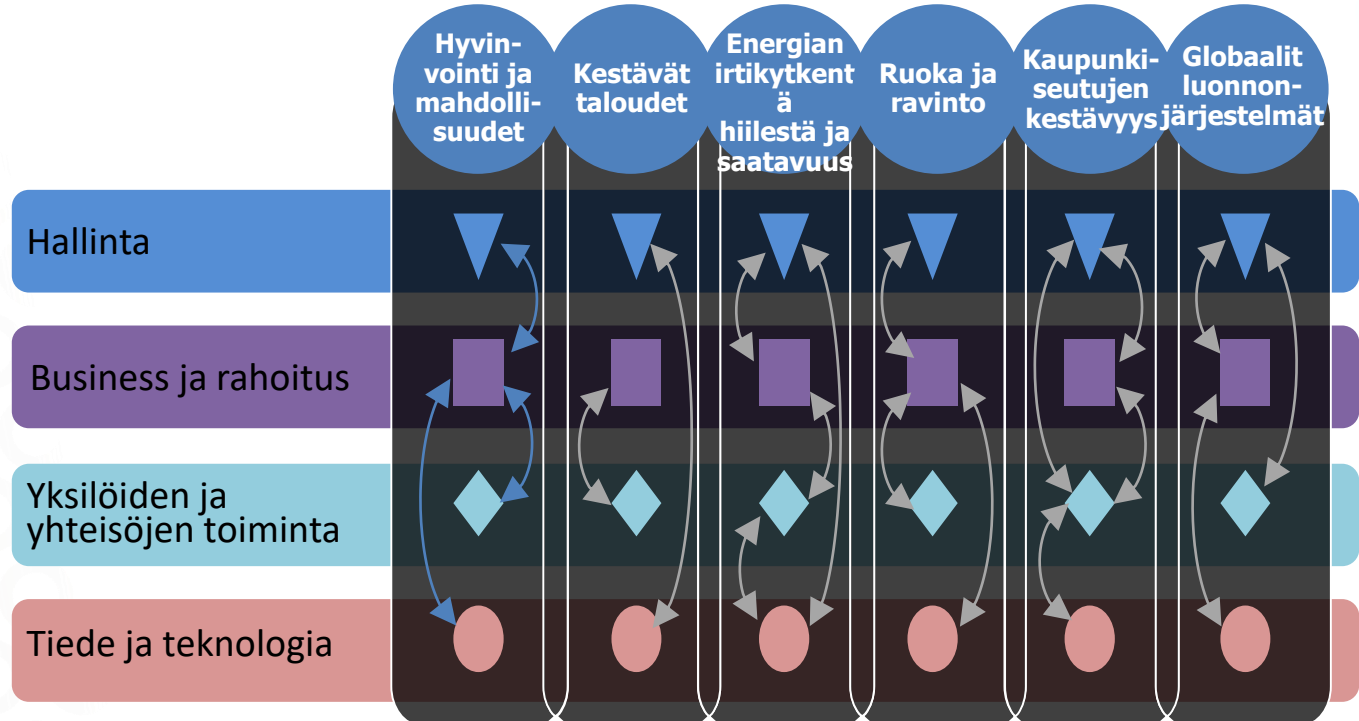 Hyvin-
vointi ja
mahdolli-
suudet
Kestävät
taloudet
Energian
irtikytkent
ä
hiilestä ja
saatavuus
Ruoka ja
ravinto
Kaupunki-
seutujen
kestävyys
Globaalit
luonnon-
järjestelmät
Hallinta
Business ja rahoitus
Yksilöiden ja
yhteisöjen toiminta
Tiede ja teknologia